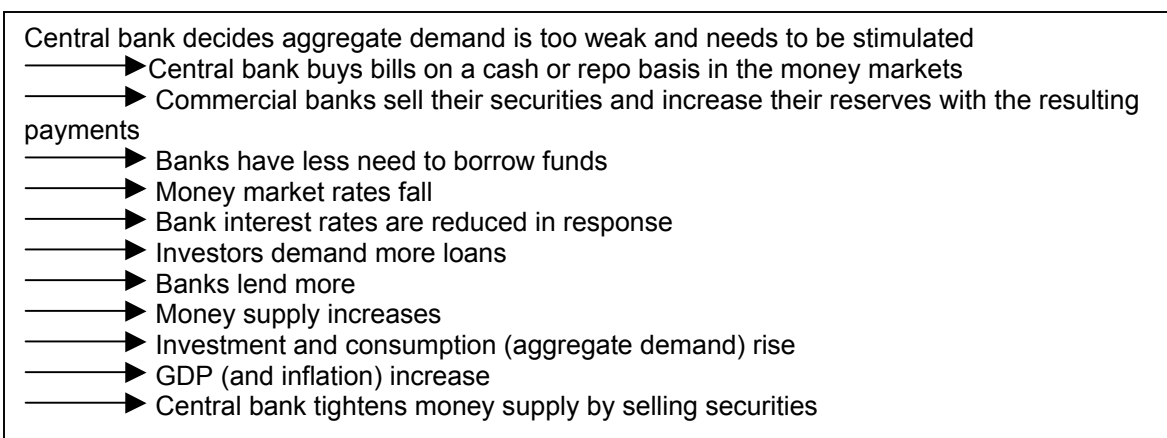 Central bank decides aggregate demand is too weak and needs to be stimulated
Central bank buys bills on a cash or repo basis in the money markets
Commercial banks sell their securities and increase their reserves with the resulting
payments
Banks have less need to borrow funds
Money market rates fall
Bank interest rates are reduced in response
Investors demand more loans
Banks lend more
Money supply increases
Investment and consumption (aggregate demand) rise
GDP (and inflation) increase
Central bank tightens money supply by selling securities